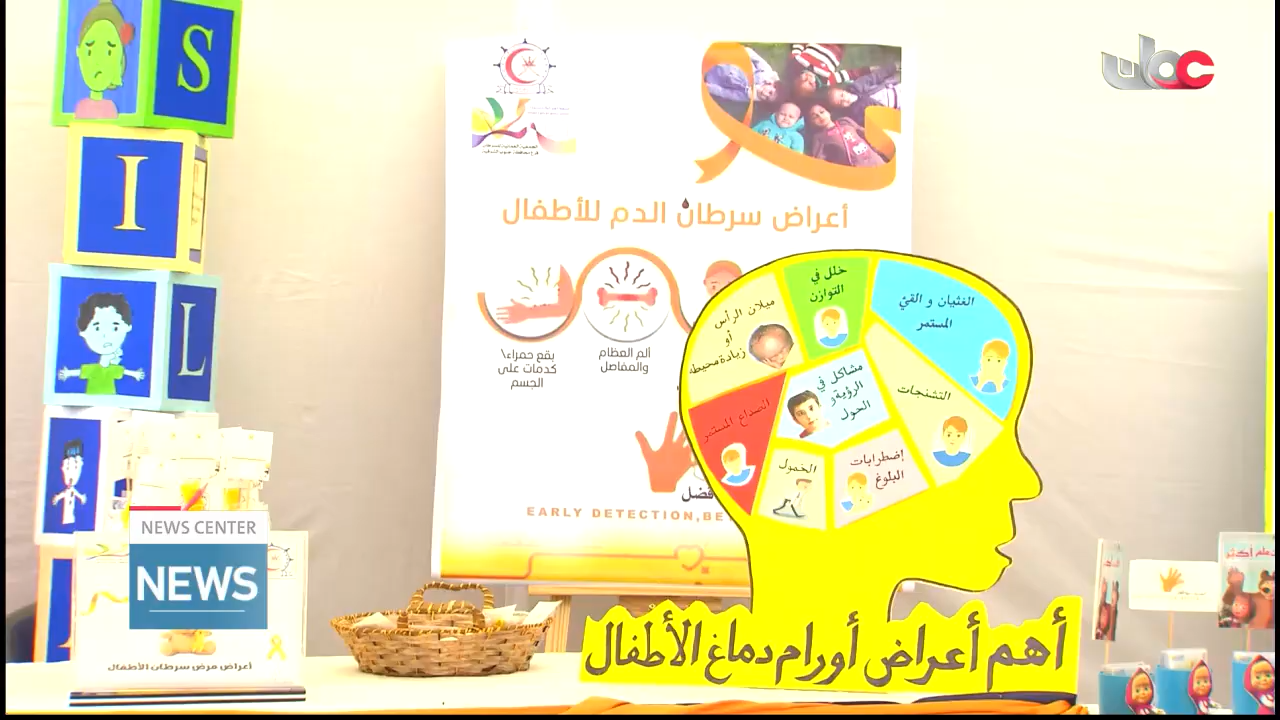 S
I
L
أعراض سرطان الدم للأطفال
بقع حمراء\
كدمات على
الجسم
ألم العظام
والمفاصل
EARLY DETECTION,BE
ميلان الرأس
أو
زيادة محيطه
خلل في
التوازن
الغثيان و القيء
المستمر
مشاكل في
الرؤية و
الحول
التشنجات
الصداع المستمر
الخمول
إضطرابات
البلوغ
أهم أعراض أورام دماغ الأطفال
NEWS CENTER
NEWS
أعراض مرض سرطان الأطفال